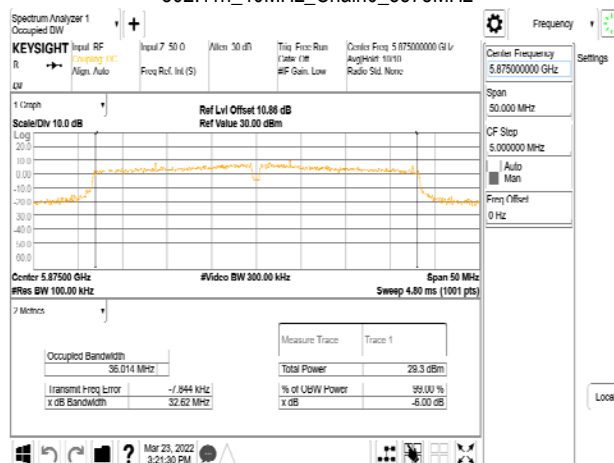 Spectrum Analyzer 1
Occupied BW
Frequency
KEYSIGHT
Input: RF
Coupling: DC
Align: Auto
Input Z: 50 Ω
Freq Ref: Int (S)
Atten: 30 dB
Trig: Free Run
Gate: Off
#IF Gain: Low
Center Freq: 5.875000000 GHz
Avg|Hold: 10/10
Radio Std: None
Center Frequency
5.875000000 GHz
Settings
Span
50.000 MHz
CF Step
5.000000 MHz
Auto
Man
Freq Offset
0 Hz
1 Graph
Scale/Div 10.0 dB
Ref Lvl Offset 10.86 dB
Ref Value 30.00 dBm
Log
20.0
10.0
0.00
-10.0
-20.0
-30.0
-40.0
-50.0
-60.0
Center 5.87500 GHz
#Res BW 100.00 kHz
#Video BW 300.00 kHz
Span 50 MHz
Sweep 4.80 ms (1001 pts)
2 Metrics
Measure Trace
Trace 1
Occupied Bandwidth
36.014 MHz
Total Power
29.3 dBm
Transmit Freq Error
-7.844 kHz
% of OBW Power
99.00 %
x dB Bandwidth
32.62 MHz
x dB
-6.00 dB
Local
Mar 23, 2022
3:21:30 PM